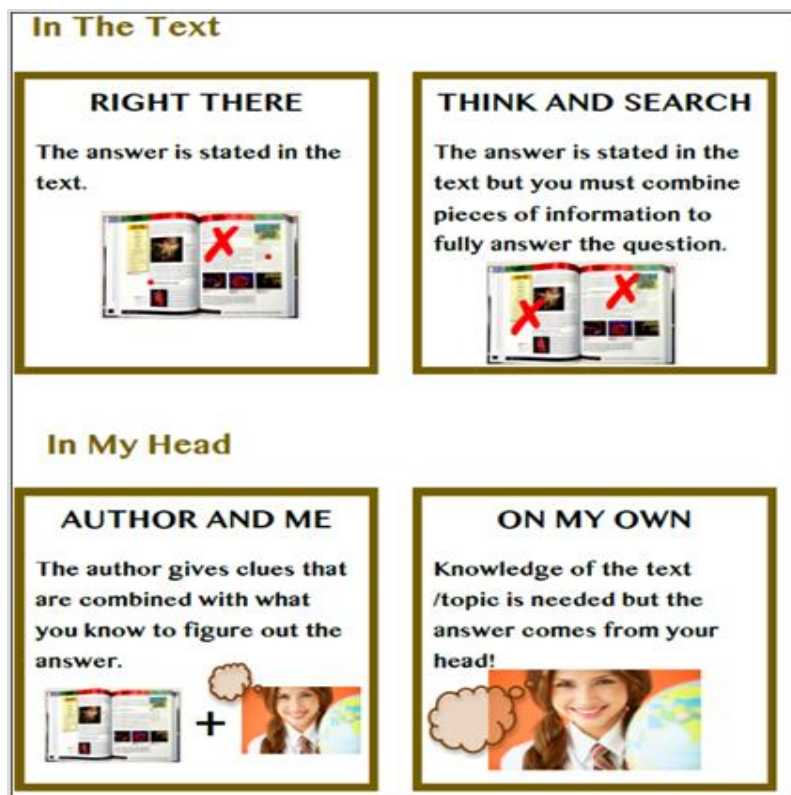 In The Text
RIGHT THERE
The answer is stated in the
text.
THINK AND SEARCH
The answer is stated in the
text but you must combine
pieces of information to
fully answer the question.
In My Head
AUTHOR AND ME
The author gives clues that
are combined with what
you know to figure out the
answer.
+
ON MY OWN
Knowledge of the text
/topic is needed but the
answer comes from your
head!